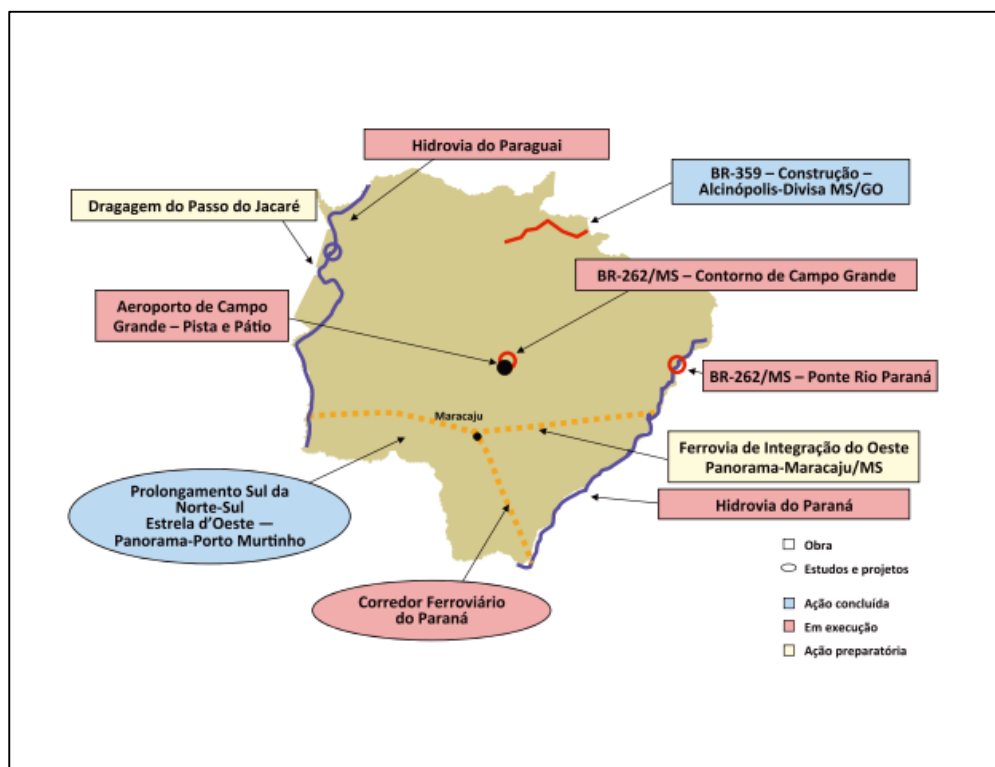 Hidrovia do Paraguai
BR-359 – Construção –
Alcinópolis-Divisa MS/GO
Dragagem do Passo do Jacaré
BR-262/MS – Contorno de Campo Grande
Aeroporto de Campo
Grande – Pista e Pátio
BR-262/MS – Ponte Rio Paraná
Maracaju
Ferrovia de Integração do Oeste
Panorama-Maracaju/MS
Prolongamento Sul da
Norte-Sul
Estrela d’Oeste —
Panorama-Porto Murtinho
Hidrovia do Paraná
Corredor Ferroviário
do Paraná
Obra
Estudos e projetos
Ação concluída
Em execução
Ação preparatória